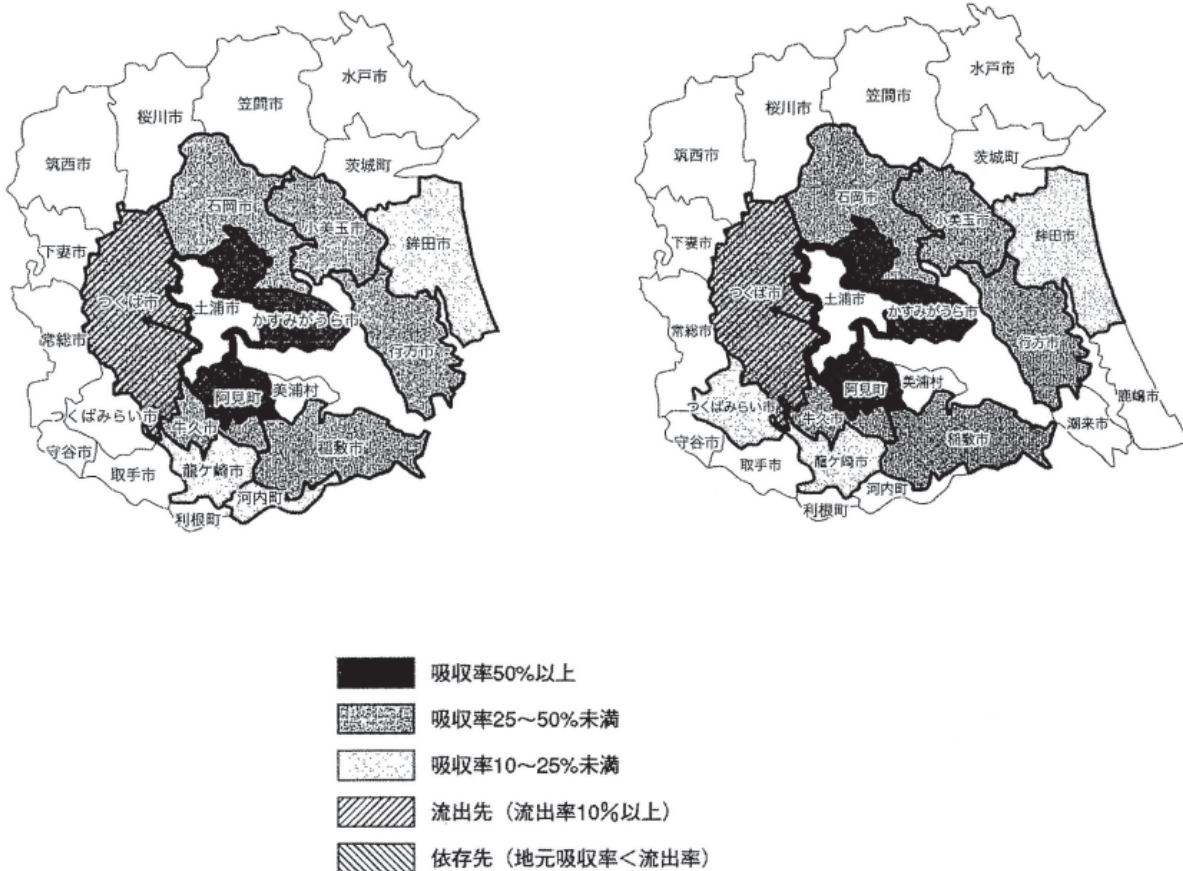 水戸市
笠間市
桜川市
筑西市
茨城町
石岡市
小美玉市
鉾田市
下妻市
つくば市
土浦市
かすみがうら市
常総市
行方市
阿見町
美浦村
つくばみらい市
牛久市
稲敷市
守谷市
取手市
龍ケ崎市
河内町
利根町
水戸市
笠間市
桜川市
筑西市
茨城町
石岡市
小美玉市
鉾田市
下妻市
つくば市
土浦市
かすみがうら市
常総市
行方市
阿見町
美浦村
鹿嶋市
つくばみらい市
牛久市
潮来市
稲敷市
守谷市
取手市
龍ケ崎市
河内町
利根町
吸収率50%以上
吸収率25～50%未満
吸収率10～25%未満
流出先（流出率10%以上）
依存先（地元吸収率＜流出率）